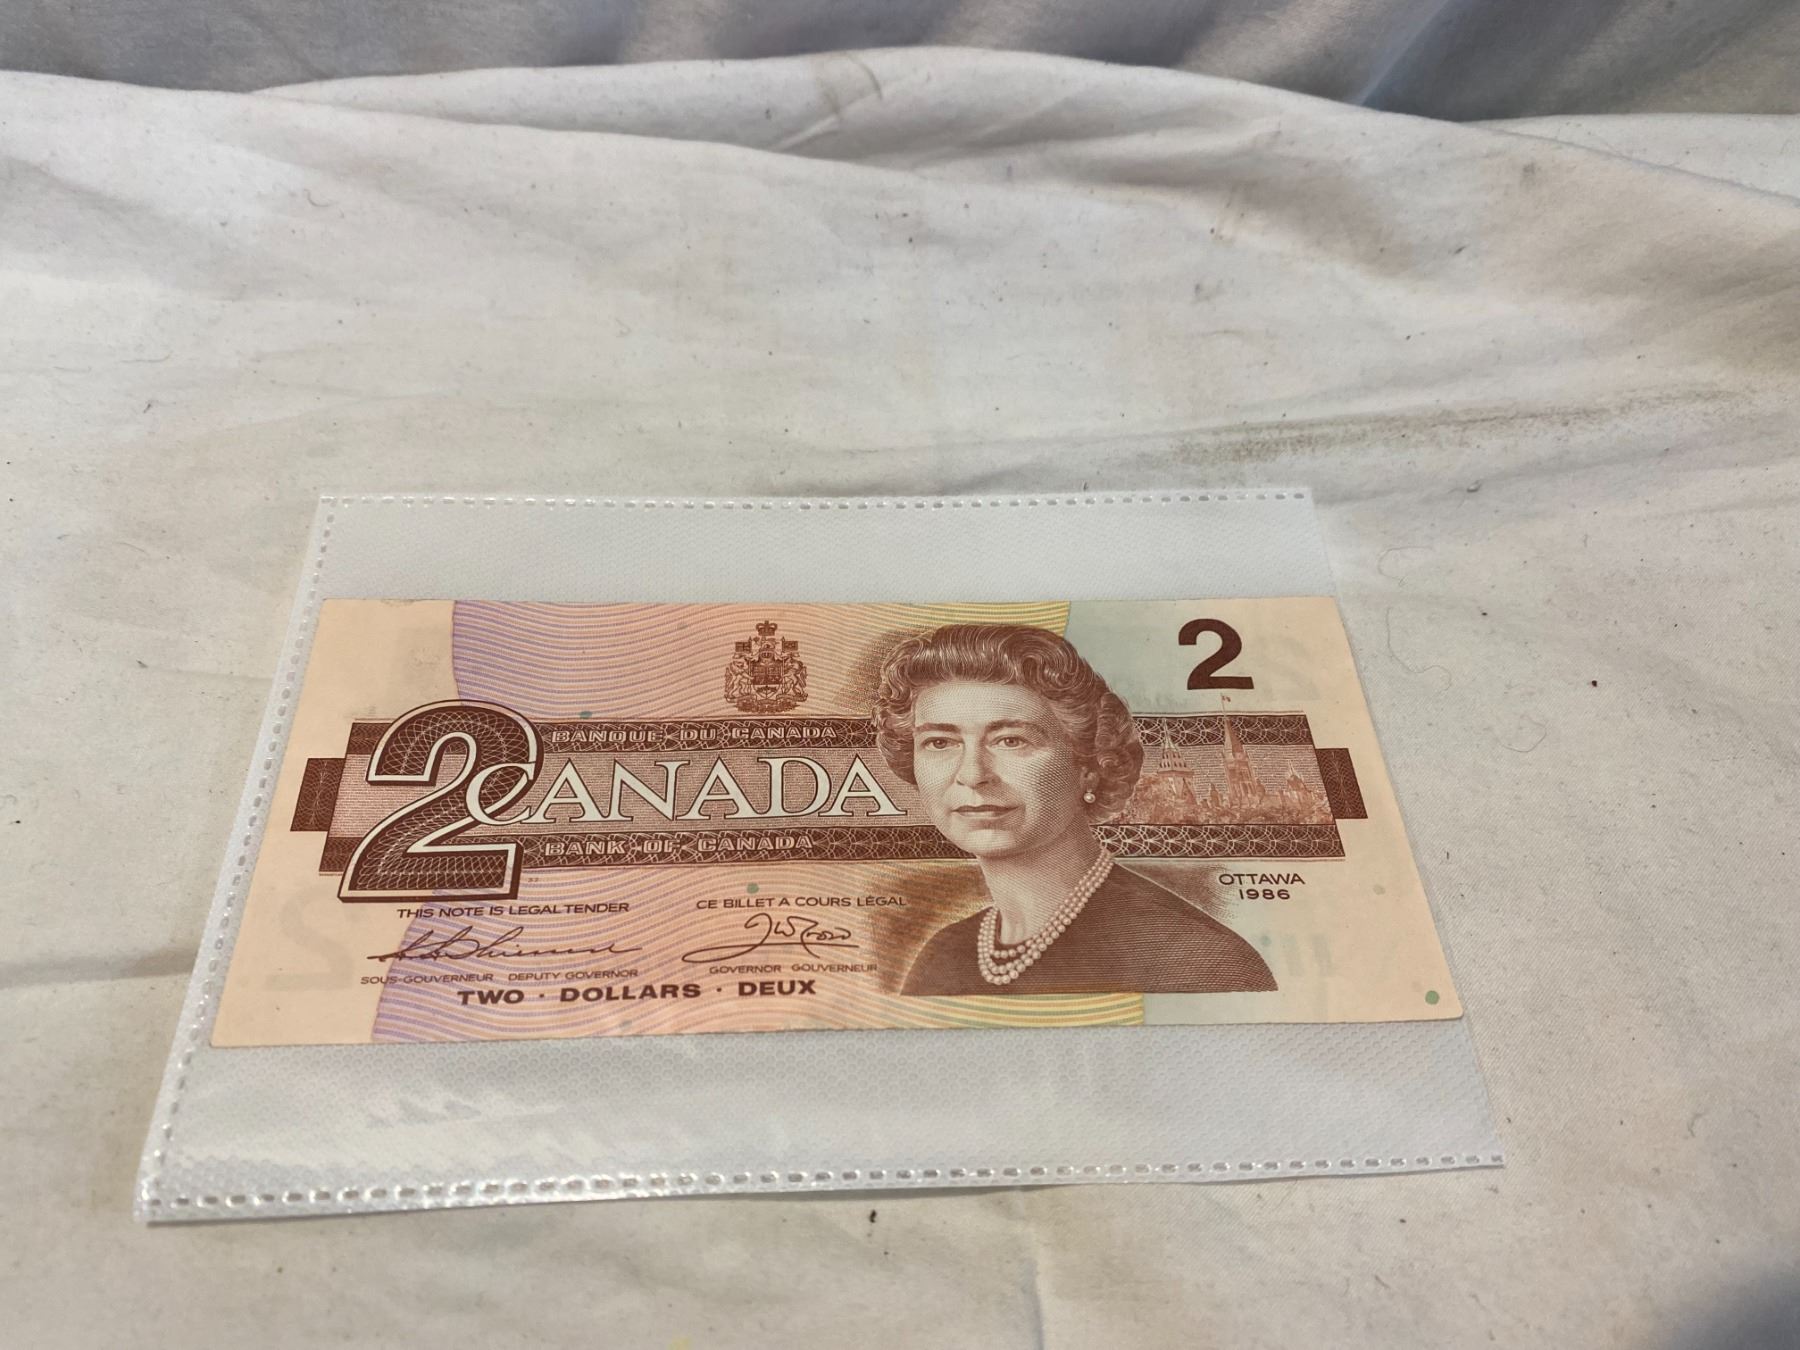 2
BANQUE DU CANADA
2 CANADA
BANK OF CANADA
OTTAWA
1986
THIS NOTE IS LEGAL TENDER CE BILLET A COURS LÉGAL
SOUS-GOUVERNEUR DEPUTY GOVERNOR GOVERNOR GOUVERNEUR
TWO · DOLLARS · DEUX